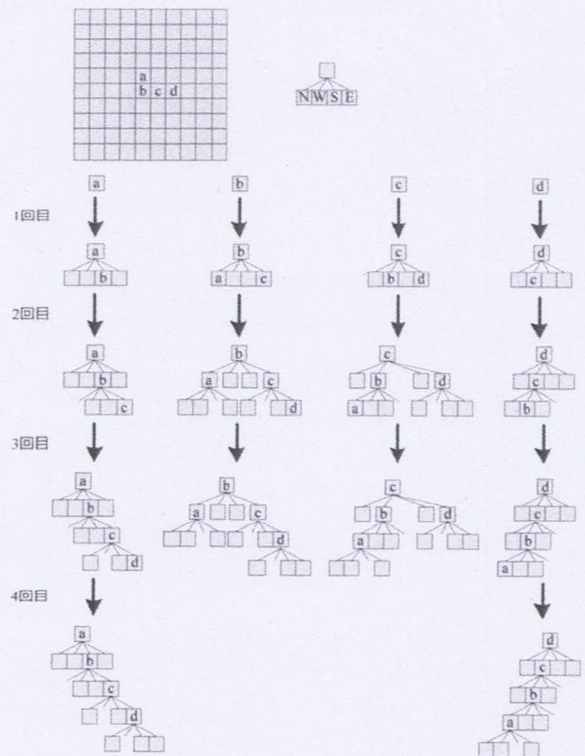 a
b c d
N W S E
a b c d
1回目
a b c d
b a c b d c
2回目
a b c d
b a c b d c
c d a b
3回目
a b c d
b a c b d c
c d a b
d a
4回目
a d
b c
c b
d a